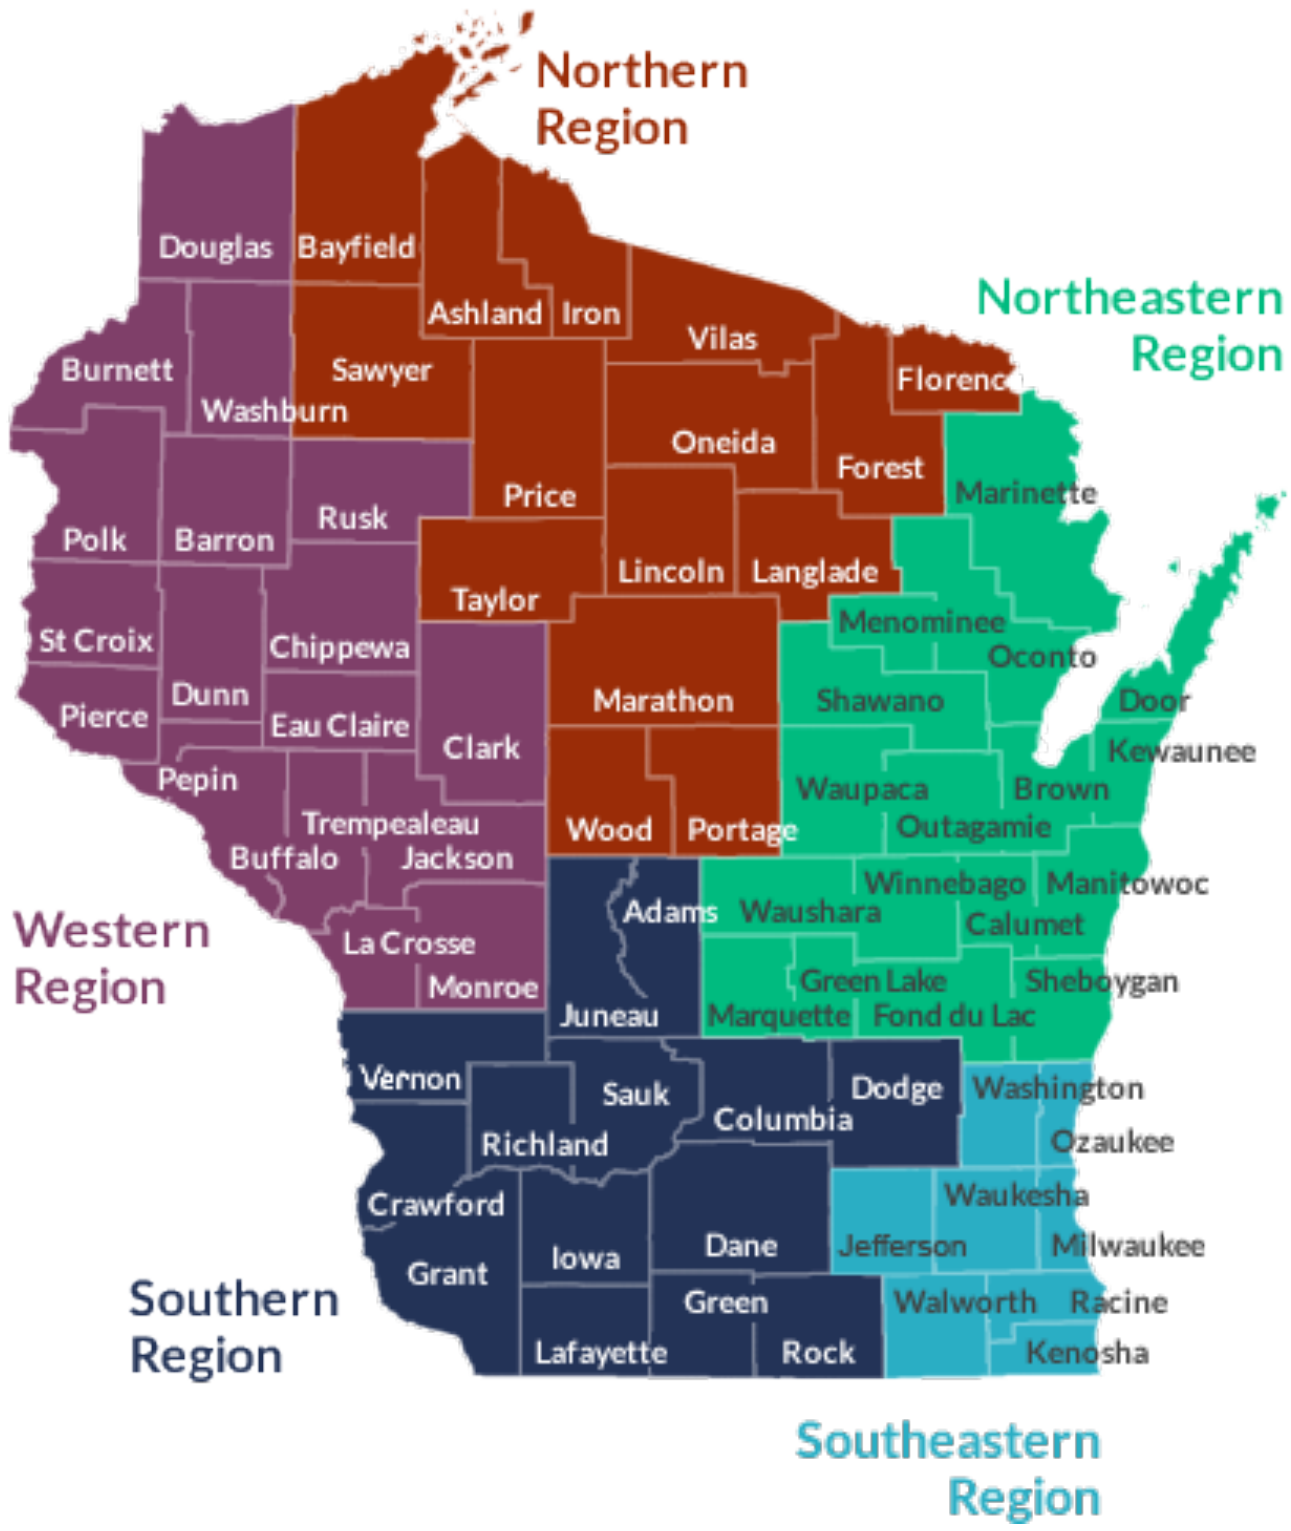 Northern
Region
Douglas
Bayfield
Ashland
Iron
Northeastern
Region
Vilas
Burnett
Sawyer
Florenc
Washburn
Oneida
Forest
Price
Marinette
Rusk
Polk
Barron
Lincoln
Langlade
Taylor
Menominee
St Croix
Chippewa
Oconto
Dunn
Marathon
Shawano
Door
Pierce
Eau Claire
Clark
Kewaunee
Pepin
Waupaca
Brown
Trempealeau
Wood
Portage
Outagamie
Buffalo
Jackson
Winnebago
Manitowoc
Adams
Waushara
Calumet
Western
Region
La Crosse
Monroe
Green Lake
Sheboygan
Juneau
Marquette
Fond du Lac
Vernon
Sauk
Dodge
Washington
Columbia
Richland
Ozaukee
Crawford
Waukesha
Iowa
Dane
Jefferson
Milwaukee
Grant
Southern
Region
Green
Walworth
Racine
Lafayette
Rock
Kenosha
Southeastern
Region